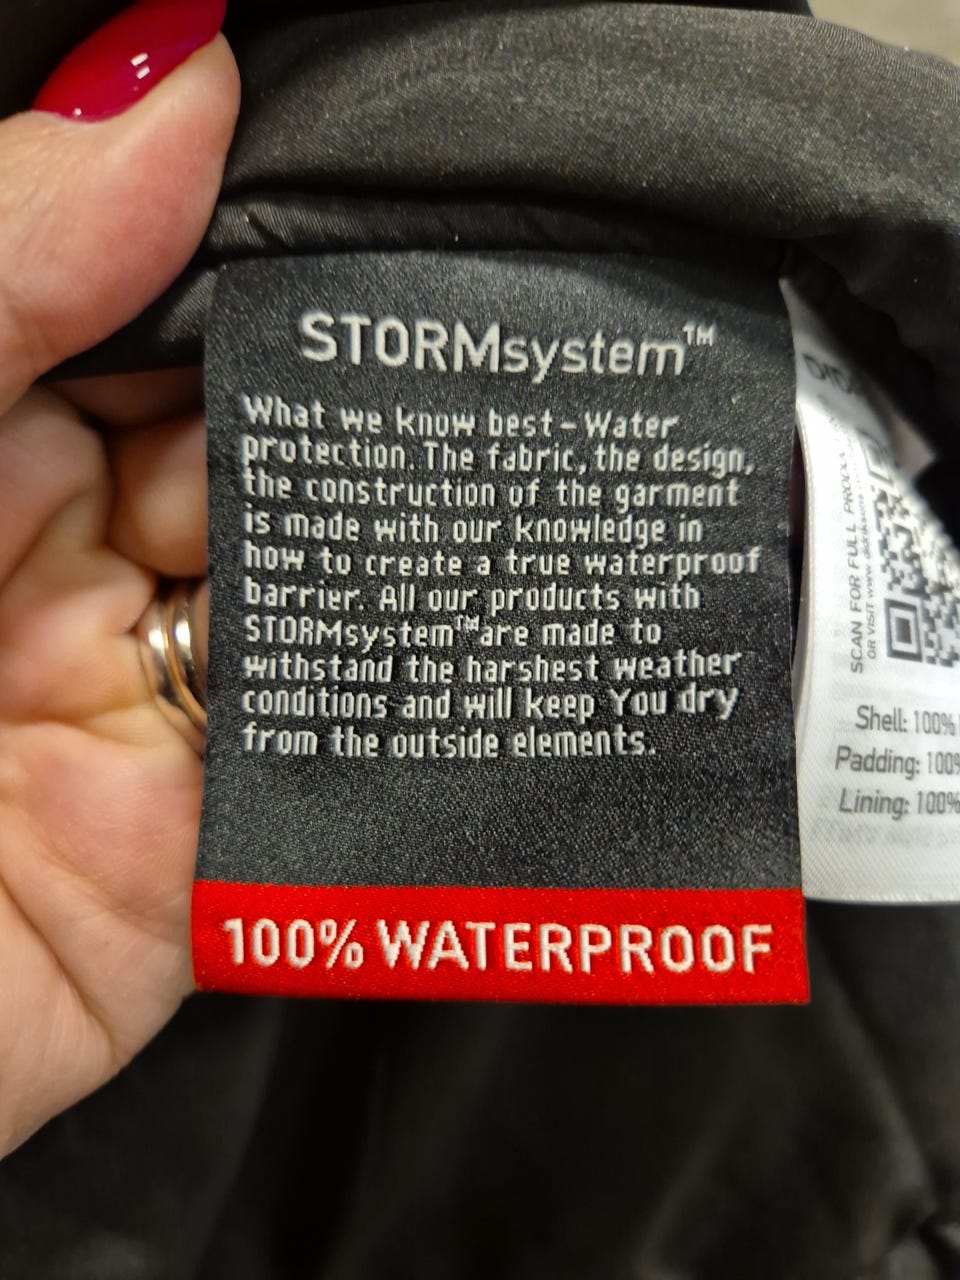 STORMsystem™
What we know best - Water
protection. The fabric, the design,
the construction of the garment
is made with our knowledge in
how to create a true waterproof
barrier. All our products with
STORMsystem™ are made to
withstand the harshest weather
conditions and will keep You dry
from the outside elements.
100% WATERPROOF
SCAN FOR FULL
OR VISIT
Shell: 100%
Padding: 100%
Lining: 100%